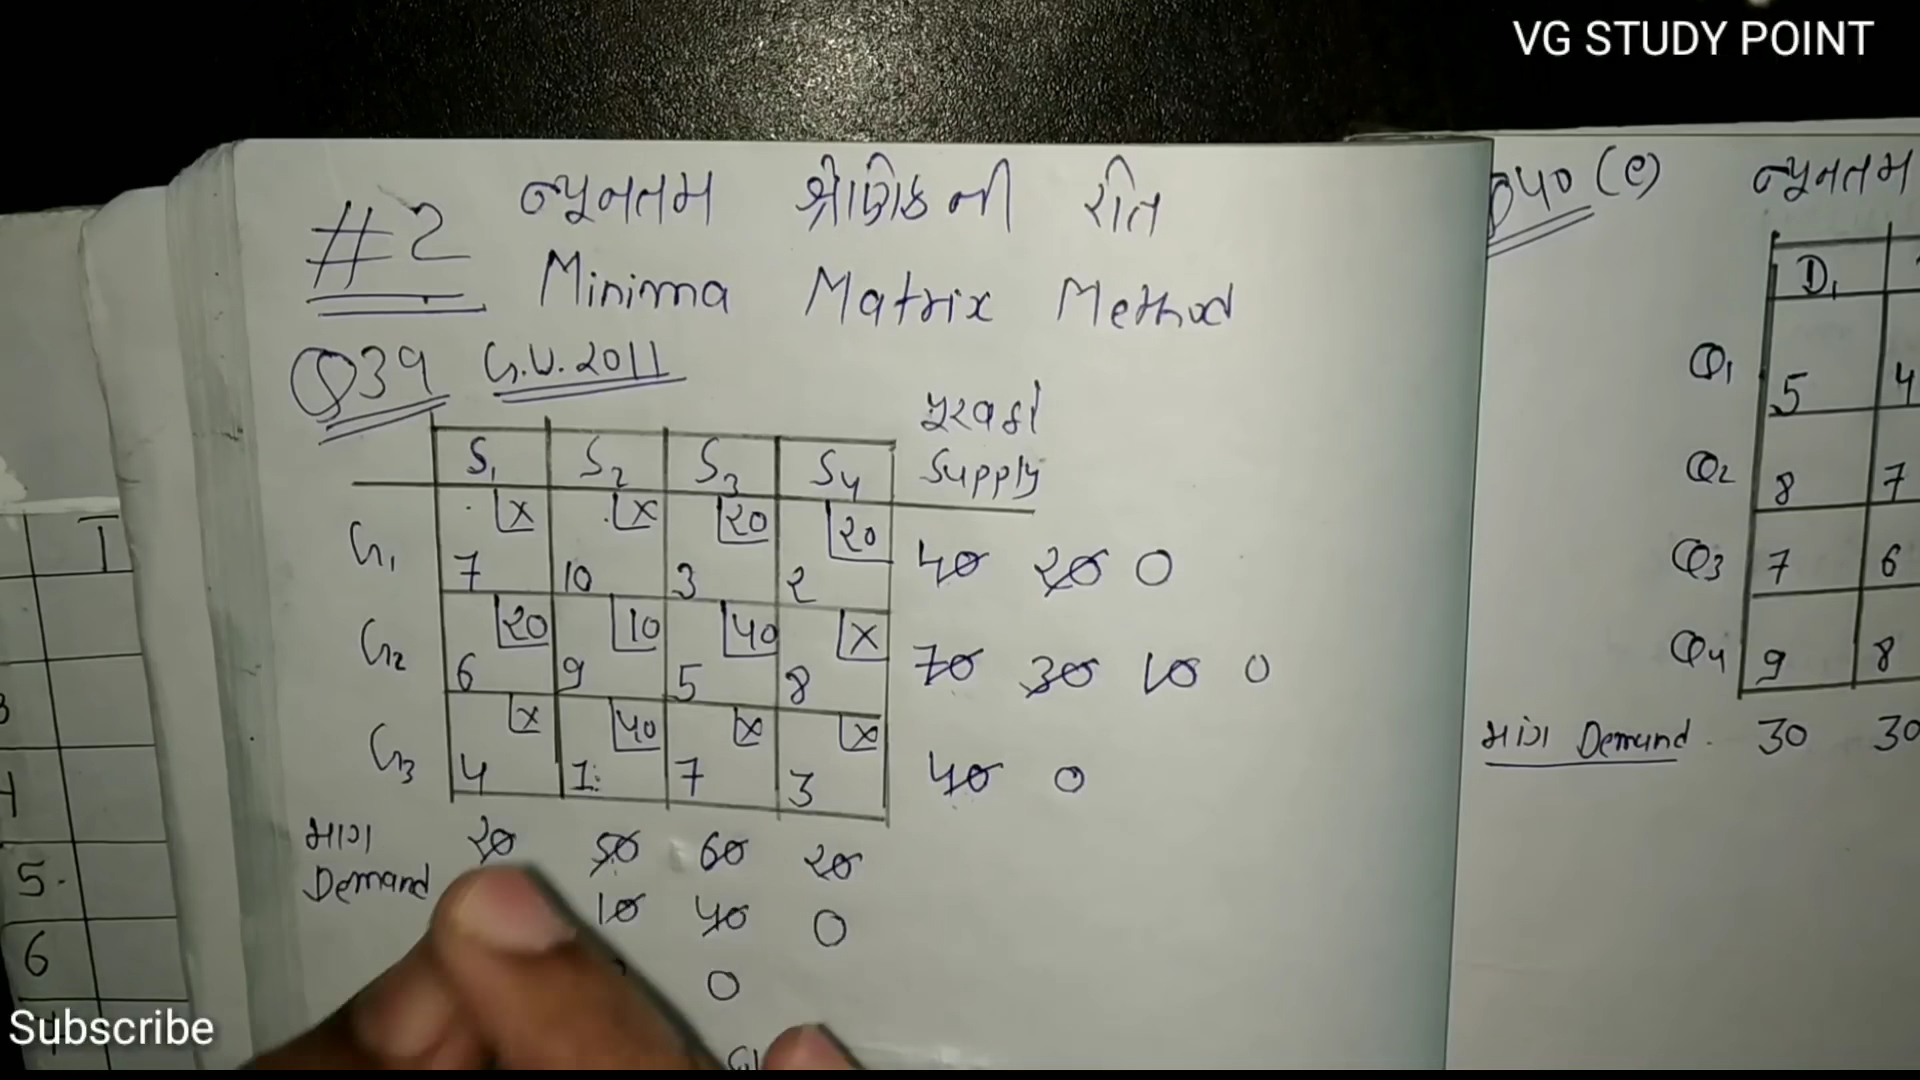 VG STUDY POINT
#2 ન્યૂનતમ શ્રેણિકની રીત
Minima Matrix Method
Q39 G.U. 2011
પુરવઠો
S1 S2 S3 S4 Supply
x x 20 20
G1 7 10 3 2 40 20 0
20 10 40 x
G2 6 9 5 8 70 30 10 0
x 40 x x
G3 4 1 7 3 40 0
માંગ 20 50 60 20
Demand 10 40 0
0
Q40 (e) ન્યૂનતમ
D1
Q1 5 4
Q2 8 7
Q3 7 6
Q4 9 8
માંગ Demand 30 30
I
5.
6
Subscribe